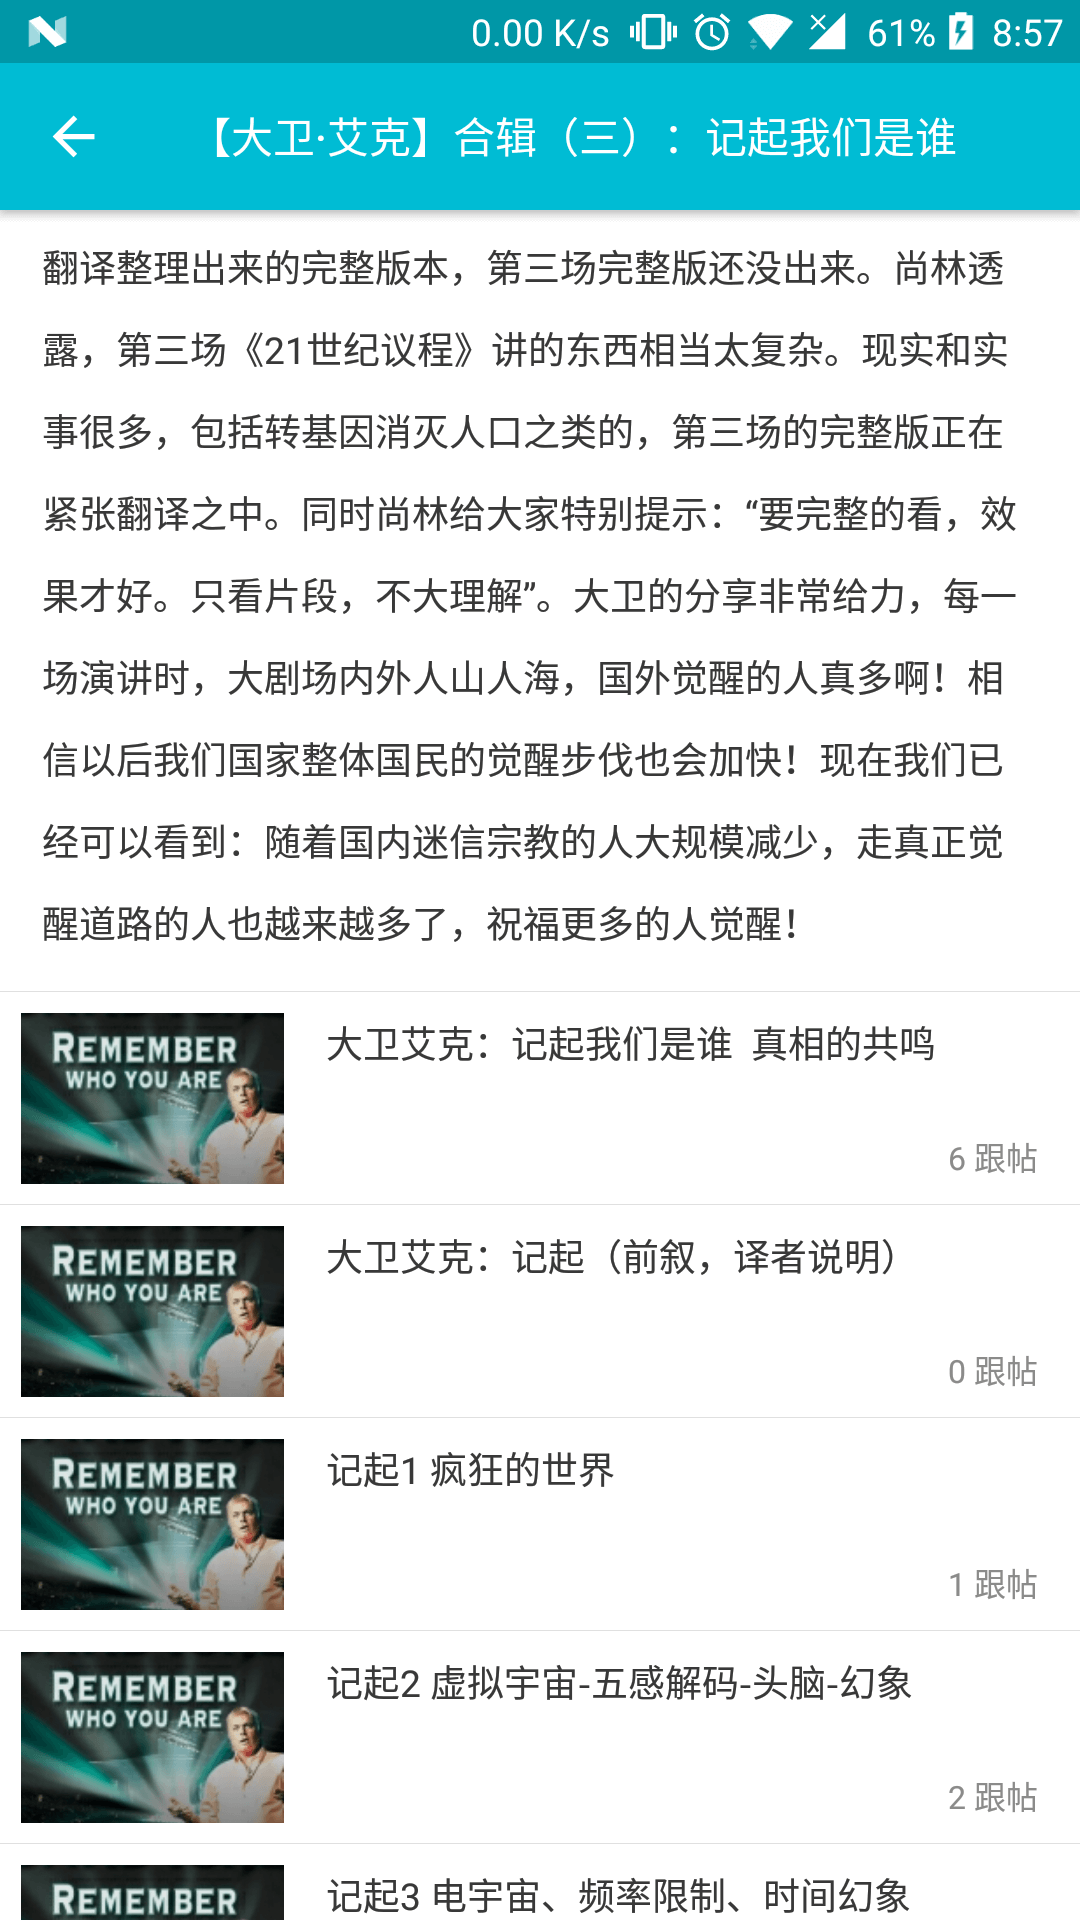 0.00 K/s 61% 8:57
【大卫·艾克】合辑（三）：记起我们是谁
翻译整理出来的完整版本，第三场完整版还没出来。尚林透
露，第三场《21世纪议程》讲的东西相当太复杂。现实和实
事很多，包括转基因消灭人口之类的，第三场的完整版正在
紧张翻译之中。同时尚林给大家特别提示：“要完整的看，效
果才好。只看片段，不大理解”。大卫的分享非常给力，每一
场演讲时，大剧场内外人山人海，国外觉醒的人真多啊！相
信以后我们国家整体国民的觉醒步伐也会加快！现在我们已
经可以看到：随着国内迷信宗教的人大规模减少，走真正觉
醒道路的人也越来越多了，祝福更多的人觉醒！
REMEMBER
WHO YOU ARE
大卫艾克：记起我们是谁 真相的共鸣
6 跟帖
REMEMBER
WHO YOU ARE
大卫艾克：记起（前叙，译者说明）
0 跟帖
REMEMBER
WHO YOU ARE
记起1 疯狂的世界
1 跟帖
REMEMBER
WHO YOU ARE
记起2 虚拟宇宙-五感解码-头脑-幻象
2 跟帖
REMEMBER
记起3 电宇宙、频率限制、时间幻象